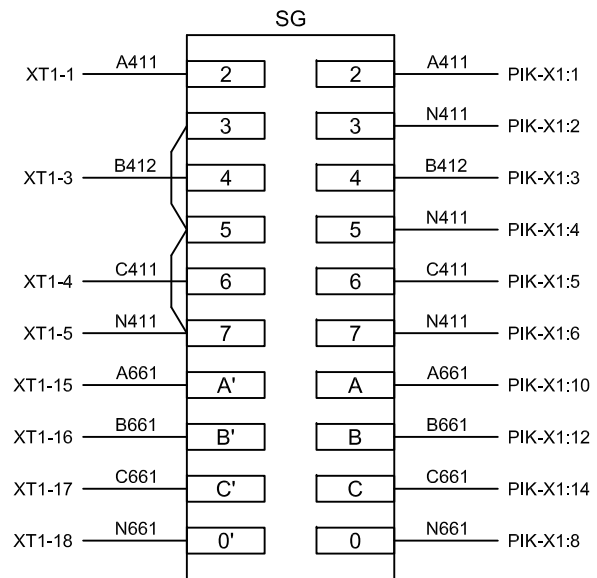 SG
XT1-1 A411 2 2 A411 PIK-X1:1
3 3 N411 PIK-X1:2
XT1-3 B412 4 4 B412 PIK-X1:3
5 5 N411 PIK-X1:4
XT1-4 C411 6 6 C411 PIK-X1:5
XT1-5 N411 7 7 N411 PIK-X1:6
XT1-15 A661 A' A A661 PIK-X1:10
XT1-16 B661 B' B B661 PIK-X1:12
XT1-17 C661 C' C C661 PIK-X1:14
XT1-18 N661 0' 0 N661 PIK-X1:8